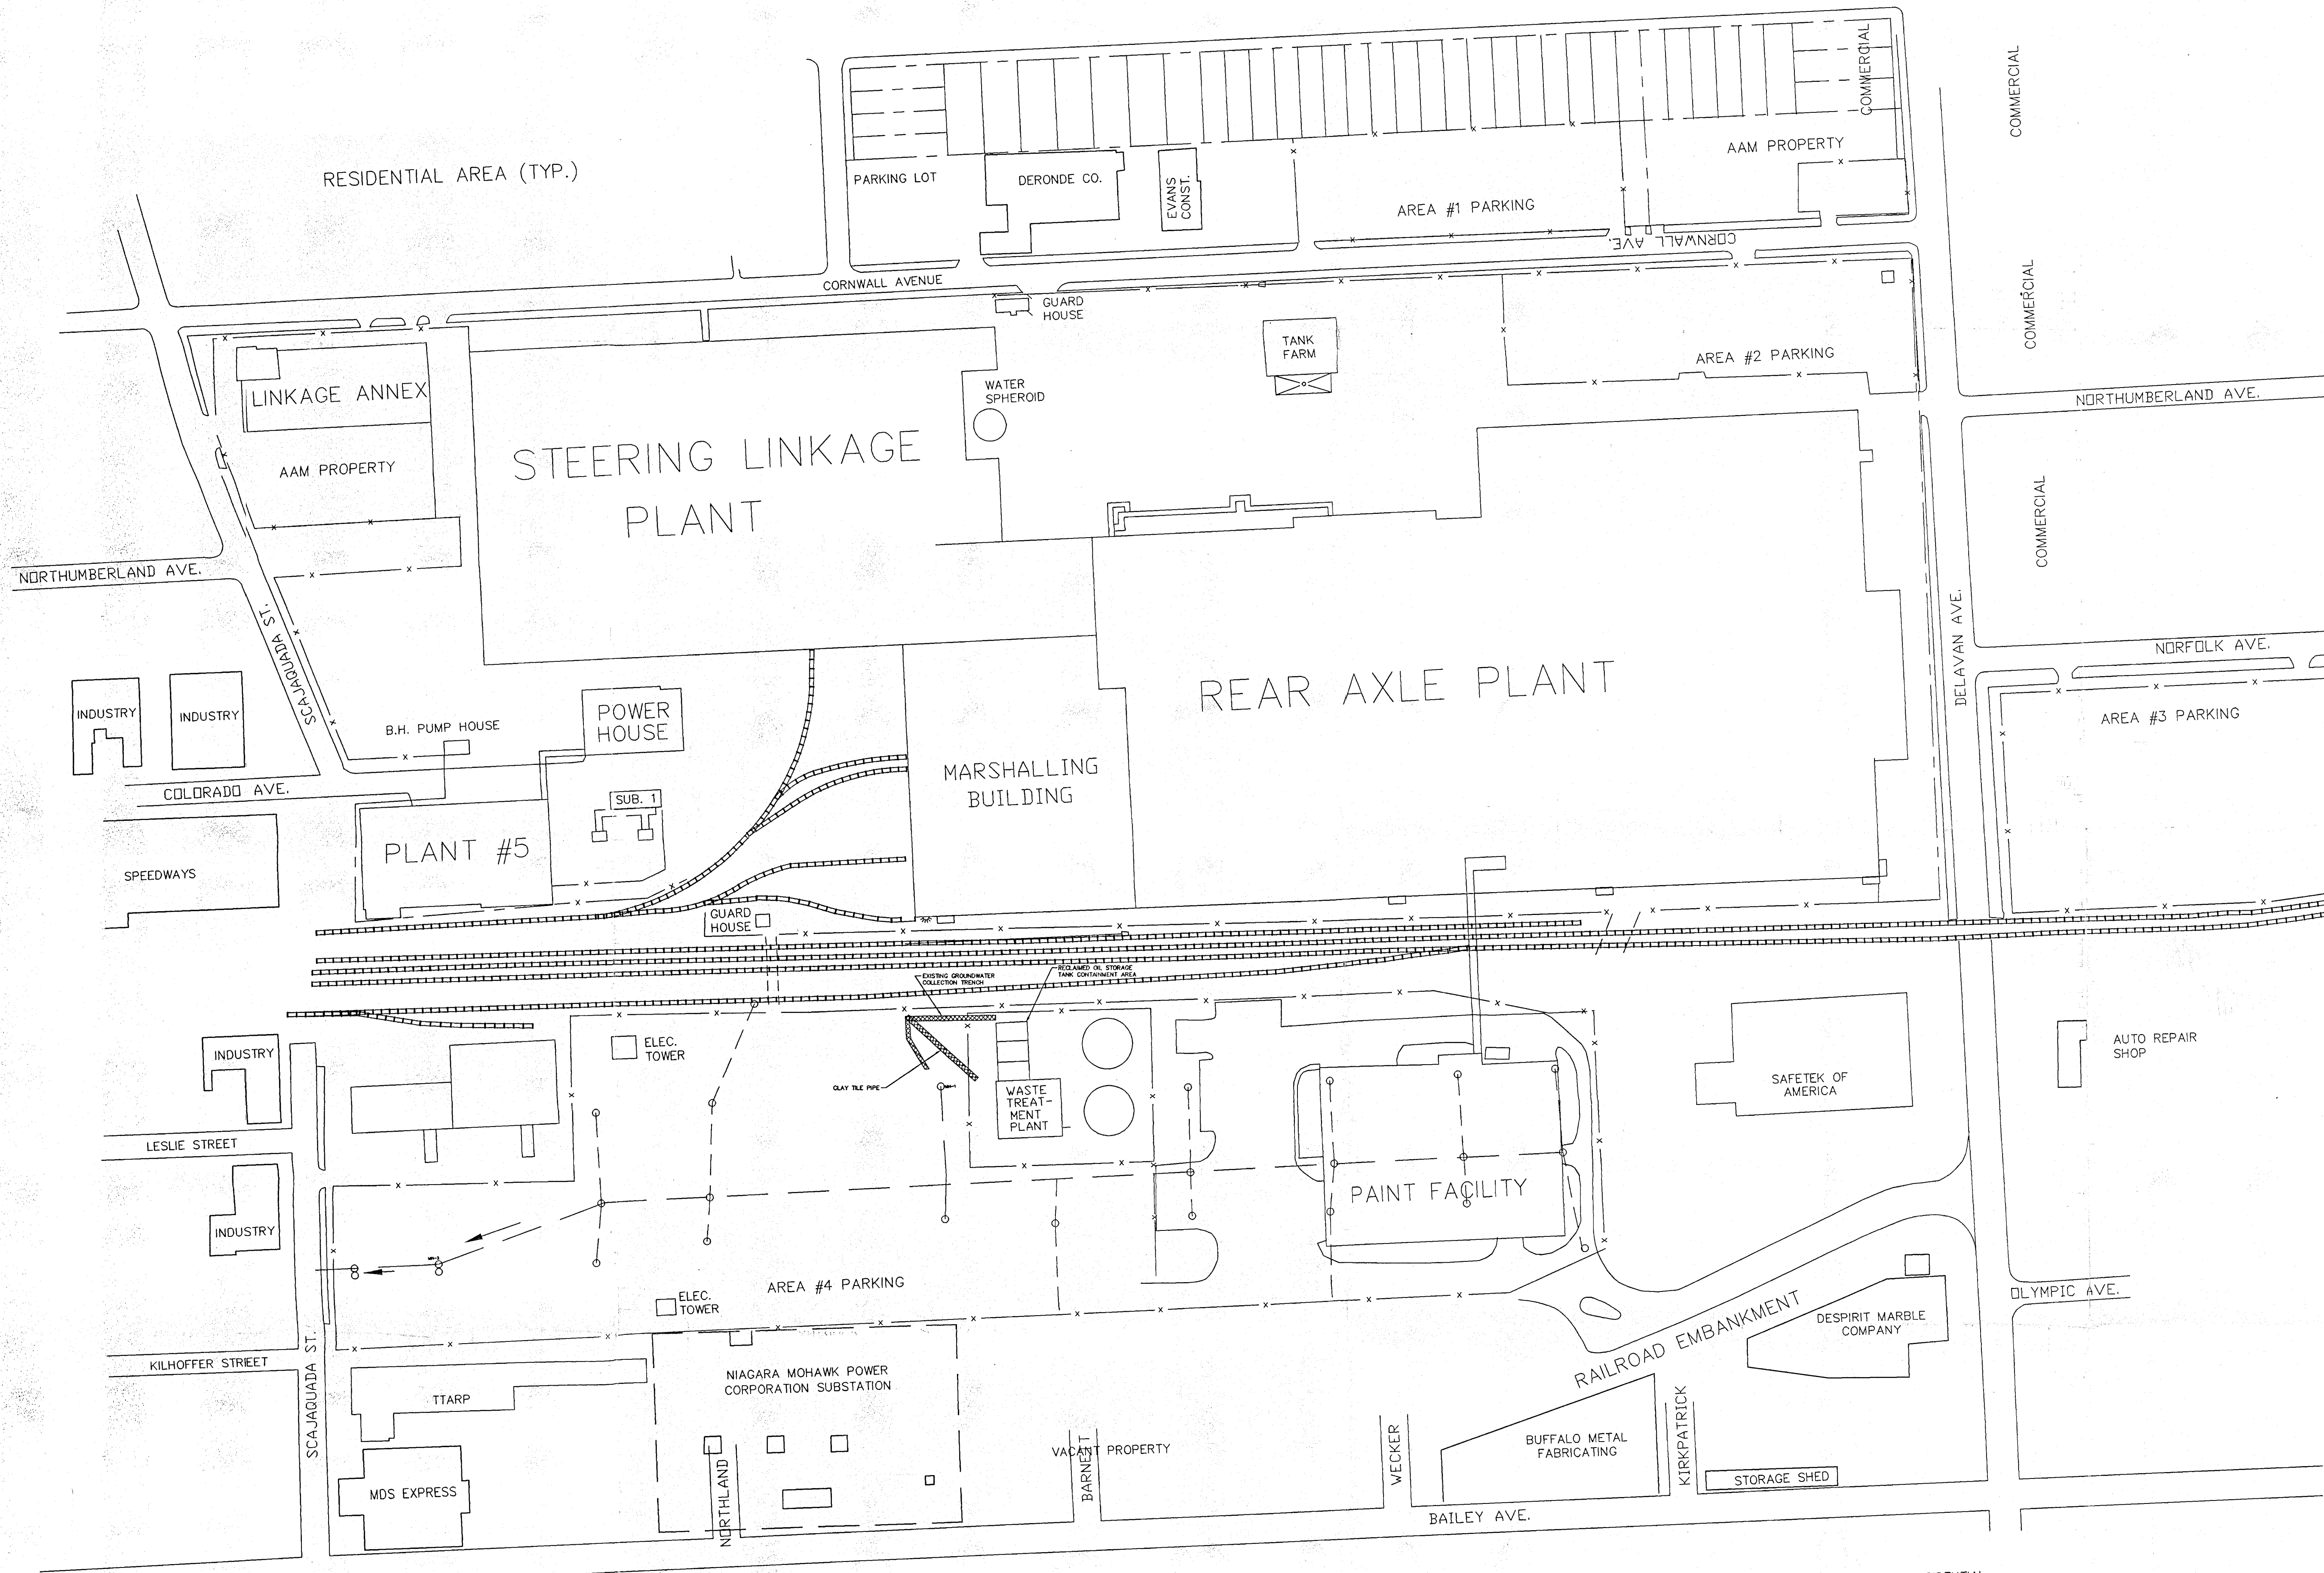 COMMERCIAL
COMMERCIAL
RESIDENTIAL AREA (TYP.)
PARKING LOT
DERONDE CO.
EVANS
CONST.
AREA #1 PARKING
AAM PROPERTY
CORNWALL AVE.
CORNWALL AVENUE
GUARD
HOUSE
COMMERCIAL
TANK
FARM
AREA #2 PARKING
LINKAGE ANNEX
WATER
SPHEROID
NORTHUMBERLAND AVE.
AAM PROPERTY
STEERING LINKAGE
PLANT
COMMERCIAL
NORTHUMBERLAND AVE.
SCAJAQUADA ST.
DELAVAN AVE.
NORFOLK AVE.
INDUSTRY
INDUSTRY
B.H. PUMP HOUSE
POWER
HOUSE
REAR AXLE PLANT
AREA #3 PARKING
COLORADO AVE.
SUB. 1
MARSHALLING
BUILDING
PLANT #5
SPEEDWAYS
GUARD
HOUSE
EXISTING GROUNDWATER
COLLECTION TRENCH
RECLAIMED OIL STORAGE
TANK CONTAINMENT AREA
INDUSTRY
ELEC.
TOWER
CLAY TILE PIPE
MH-1
WASTE
TREAT-
MENT
PLANT
SAFETEK OF
AMERICA
AUTO REPAIR
SHOP
LESLIE STREET
INDUSTRY
PAINT FACILITY
AREA #4 PARKING
ELEC.
TOWER
OLYMPIC AVE.
DESPIRIT MARBLE
COMPANY
RAILROAD EMBANKMENT
KILHOFFER STREET
SCAJAQUADA ST.
TTARP
NIAGARA MOHAWK POWER
CORPORATION SUBSTATION
MDS EXPRESS
NORTHLAND
VACANT PROPERTY
BARNETT
WECKER
BUFFALO METAL
FABRICATING
KIRKPATRICK
STORAGE SHED
BAILEY AVE.